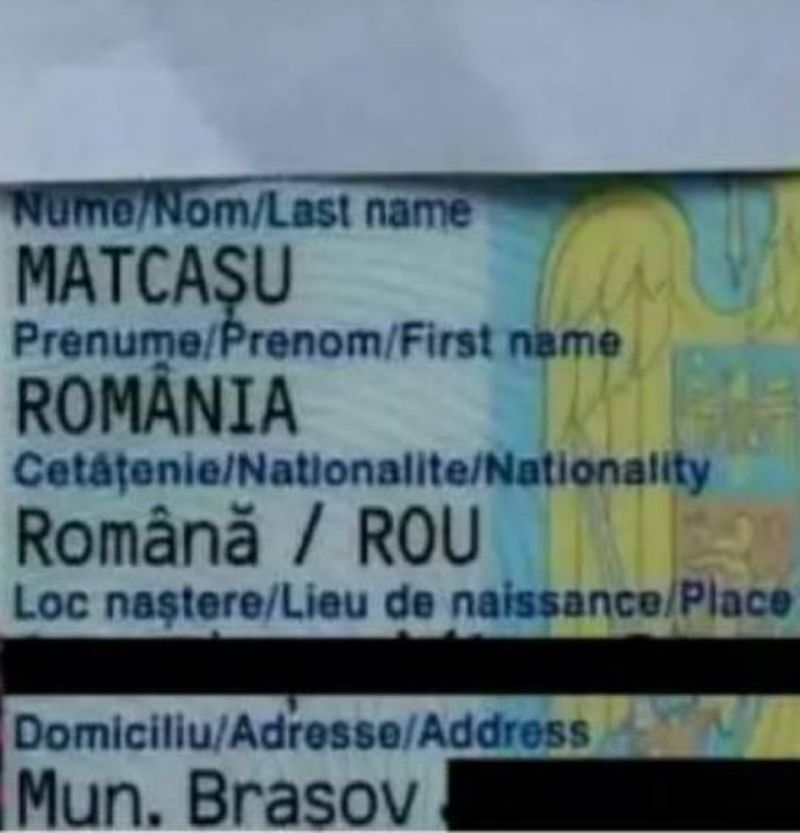 Nume/Nom/Last name
MATCAȘU
Prenume/Prenom/First name
ROMÂNIA
Cetățenie/Nationalite/Nationality
Română / ROU
Loc naștere/Lieu de naissance/Place
Domiciliu/Adresse/Address
Mun. Brașov